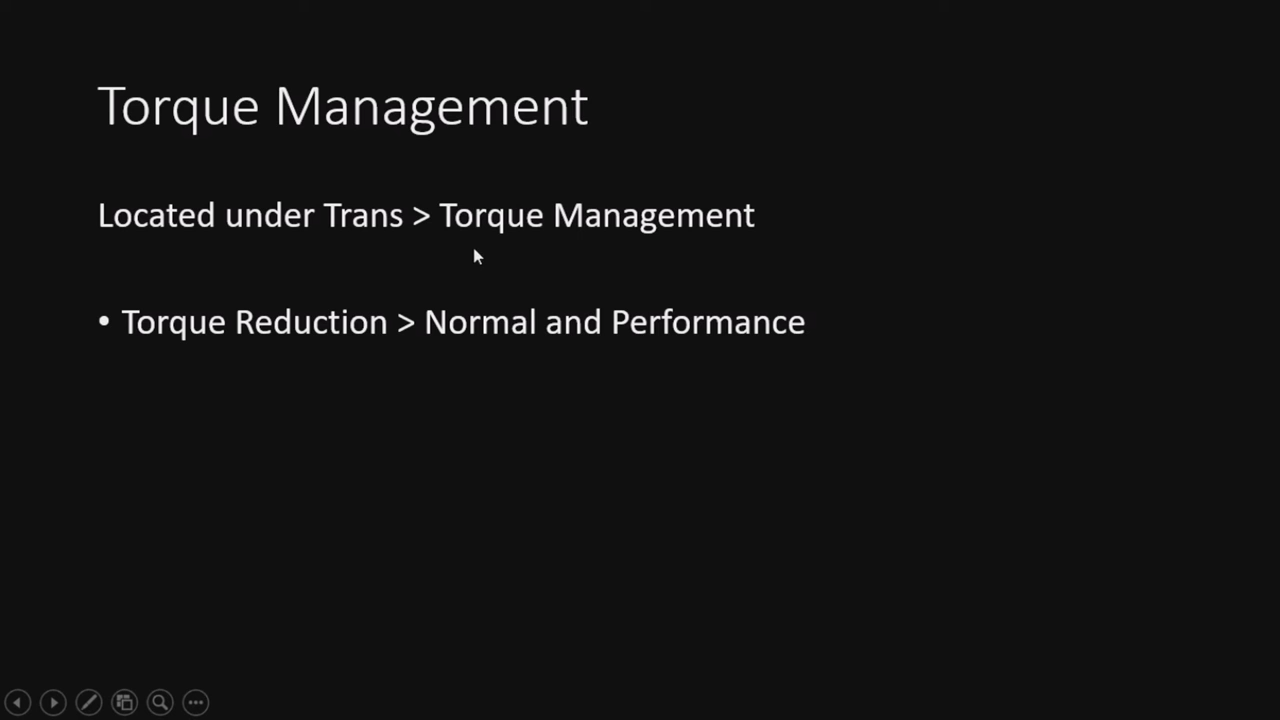 Torque Management
Located under Trans > Torque Management
• Torque Reduction > Normal and Performance